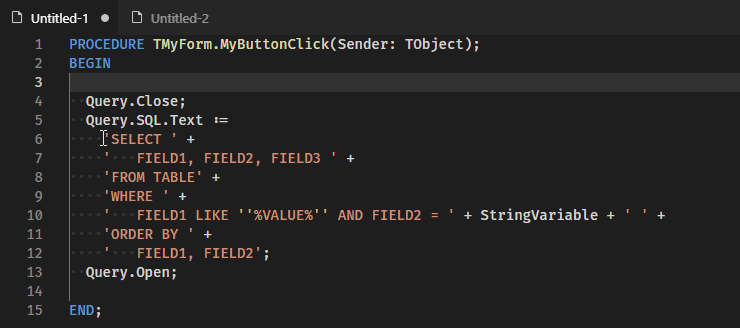 Untitled-1 Untitled-2
1 PROCEDURE TMyForm.MyButtonClick(Sender: TObject);
2 BEGIN
3
4   Query.Close;
5   Query.SQL.Text :=
6     'SELECT ' +
7     '   FIELD1, FIELD2, FIELD3 ' +
8     'FROM TABLE' +
9     'WHERE ' +
10     '   FIELD1 LIKE ''%VALUE%'' AND FIELD2 = ' + StringVariable + ' ' +
11     'ORDER BY ' +
12     '   FIELD1, FIELD2';
13   Query.Open;
14
15 END;